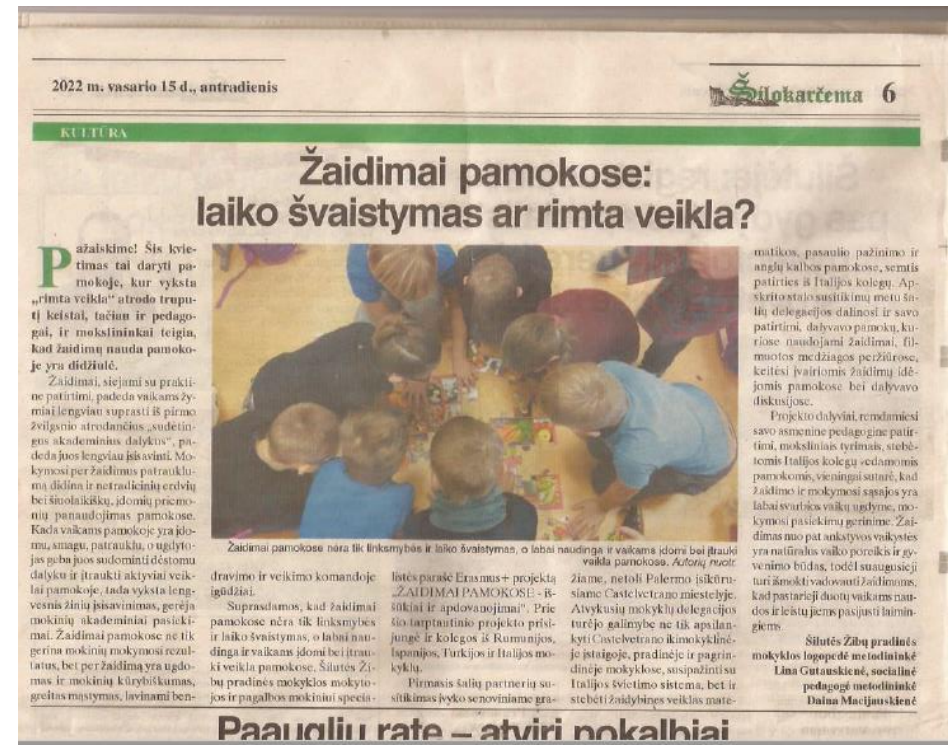 2022 m. vasario 15 d., antradienis
Šilokarčema 6
KULTŪRA
Žaidimai pamokose:
laiko švaistymas ar rimta veikla?
Pažaiskime! Šis kvie-
timas tai daryti pa-
mokoje, kur vyksta
„rimta veikla“ atrodo trupu-
tį keistai, tačiau ir pedago-
gai, ir mokslininkai teigia,
kad žaidimų nauda pamoko-
je yra didžiulė.
Žaidimai, siejami su prakti-
ne patirtimi, padeda vaikams žy-
miai lengviau suprasti iš pirmo
žvilgsnio atrodančius „sudėtin-
gus akademinius dalykus“, pa-
deda juos lengviau įsisavinti. Mo-
kymosi per žaidimus patrauklu-
mą didina ir netradicinių erdvių
bei šiuolaikiškų, įdomių priemo-
nių panaudojimas pamokose.
Kada vaikams pamokoje yra įdo-
mu, smagu, patrauklu, o ugdyto-
jas geba juos sudominti dėstomu
dalyku ir įtraukti aktyviai veik-
lai pamokoje, tada vyksta leng-
vesnis žinių įsisavinimas, gerėja
mokinių akademiniai pasieki-
mai. Žaidimai pamokose ne tik
gerina mokinių mokymosi rezul-
tatus, bet per žaidimą yra ugdo-
mas ir mokinių kūrybiškumas,
greitas mąstymas, lavinami ben-
Žaidimai pamokose nėra tik linksmybės ir laiko švaistymas, o labai naudinga ir vaikams įdomi bei įtrauki
veikla pamokose. Autorių nuotr.
dravimo ir veikimo komandoje
įgūdžiai.
Suprasdamos, kad žaidimai
pamokose nėra tik linksmybės
ir laiko švaistymas, o labai nau-
dinga ir vaikams įdomi bei įtrau-
ki veikla pamokose, Šilutės Ži-
bų pradinės mokyklos mokyto-
jos ir pagalbos mokiniui specia-
listės parašė Erasmus+ projektą
„ŽAIDIMAI PAMOKOSE - iš-
šūkiai ir apdovanojimai“. Prie
šio tarptautinio projekto prisi-
jungė ir kolegos iš Rumunijos,
Ispanijos, Turkijos ir Italijos mo-
kyklų.
Pirmasis šalių partnerių su-
sitikimas įvyko senoviniame gra-
žiame, netoli Palermo įsikūru-
siame Castelvetrano miestelyje.
Atvykusių mokyklų delegacijos
turėjo galimybę ne tik apsilan-
kyti Castelvetrano ikimokyklinė-
je įstaigoje, pradinėje ir pagrin-
dinėje mokyklose, susipažinti su
Italijos švietimo sistema, bet ir
stebėti žaidybines veiklas mate-
matikos, pasaulio pažinimo ir
anglų kalbos pamokose, semtis
patirties iš Italijos kolegų. Ap-
skrito stalo susitikimų metu ša-
lių delegacijos dalinosi ir savo
patirtimi, dalyvavo pamokų, ku-
riose naudojami žaidimai, fil-
muotos medžiagos peržiūrose,
keitėsi įvairiomis žaidimų idė-
jomis pamokose bei dalyvavo
diskusijose.
Projekto dalyviai, remdamiesi
savo asmenine pedagogine patir-
timi, moksliniais tyrimais, stebė-
tomis Italijos kolegų vedamomis
pamokomis, vieningai sutarė, kad
žaidimo ir mokymosi sąsajos yra
labai svarbios vaikų ugdyme, mo-
kymosi pasiekimų gerinime. Žai-
dimas nuo pat ankstyvos vaikystės
yra natūralus vaiko poreikis ir gy-
venimo būdas, todėl suaugusieji
turi išmokti vadovauti žaidimams,
kad pastarieji duotų vaikams nau-
dos ir leistų jiems pasijusti laimin-
giems.
Šilutės Žibų pradinės
mokyklos logopedė metodininkė
Lina Gutauskienė, socialinė
pedagogė metodininkė
Daina Macijauskienė
Paauglių rate – atviri pokalbiai